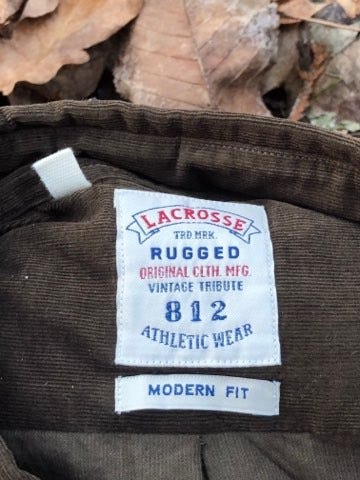 LACROSSE
TRD.MRK.
RUGGED
ORIGINAL CLTH. MFG.
VINTAGE TRIBUTE
812
ATHLETIC WEAR
MODERN FIT